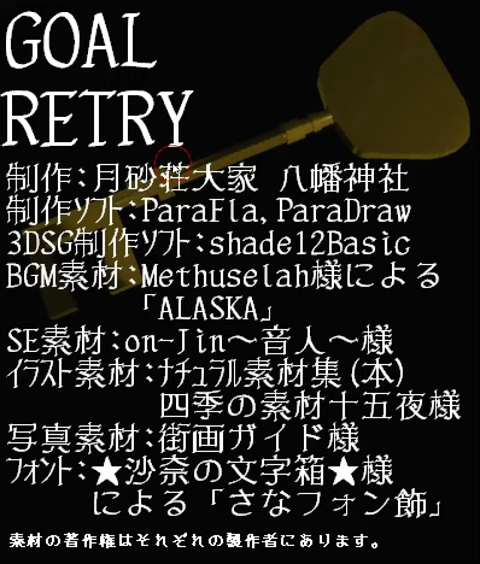 GOAL
RETRY
制作:月砂荘大家 八幡神社
制作ソフト:ParaFla,ParaDraw
3DSG制作ソフト:shade12Basic
BGM素材:Methuselah様による
「ALASKA」
SE素材:on-Jin～音人～様
イラスト素材:ナチュラル素材集(本)
四季の素材十五夜様
写真素材:街画ガイド様
フォント:★沙奈の文字箱★様
による「さなフォン飾」
素材の著作権はそれぞれの製作者にあります。